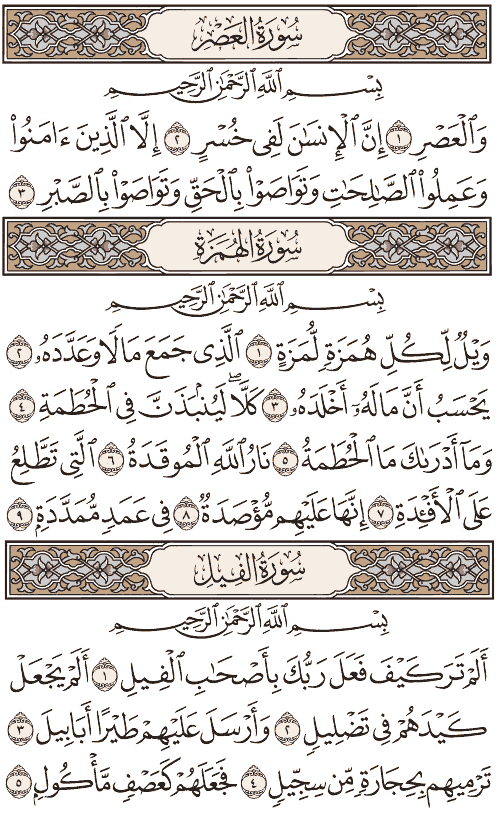 سُورَةُ العَصْرِ
بِسْمِ ٱللَّهِ ٱلرَّحْمَٰنِ ٱلرَّحِيمِ
وَٱلْعَصْرِ ١ إِنَّ ٱلْإِنسَٰنَ لَفِى خُسْرٍ ٢ إِلَّا ٱلَّذِينَ ءَامَنُوا۟
وَعَمِلُوا۟ ٱلصَّٰلِحَٰتِ وَتَوَاصَوْا۟ بِٱلْحَقِّ وَتَوَاصَوْا۟ بِٱلصَّبْرِ ٣
سُورَةُ الهُمَزَةِ
بِسْمِ ٱللَّهِ ٱلرَّحْمَٰنِ ٱلرَّحِيمِ
وَيْلٌ لِّكُلِّ هُمَزَةٍ لُّمَزَةٍ ١ ٱلَّذِى جَمَعَ مَالًا وَعَدَّدَهُۥ ٢
يَحْسَبُ أَنَّ مَالَهُۥٓ أَخْلَدَهُۥ ٣ كَلَّا ۖ لَيُنۢبَذَنَّ فِى ٱلْحُطَمَةِ ٤
وَمَآ أَدْرَىٰكَ مَا ٱلْحُطَمَةُ ٥ نَارُ ٱللَّهِ ٱلْمُوقَدَةُ ٦ ٱلَّتِى تَطَّلِعُ
عَلَى ٱلْأَفْـِٔدَةِ ٧ إِنَّهَا عَلَيْهِم مُّؤْصَدَةٌ ٨ فِى عَمَدٍ مُّمَدَّدَةٍۭ ٩
سُورَةُ الفِيلِ
بِسْمِ ٱللَّهِ ٱلرَّحْمَٰنِ ٱلرَّحِيمِ
أَلَمْ تَرَ كَيْفَ فَعَلَ رَبُّكَ بِأَصْحَٰبِ ٱلْفِيلِ ١ أَلَمْ يَجْعَلْ
كَيْدَهُمْ فِى تَضْلِيلٍ ٢ وَأَرْسَلَ عَلَيْهِمْ طَيْرًا أَبَابِيلَ ٣
تَرْمِيهِم بِحِجَارَةٍ مِّن سِجِّيلٍ ٤ فَجَعَلَهُمْ كَعَصْفٍ مَّأْكُولٍۭ ٥